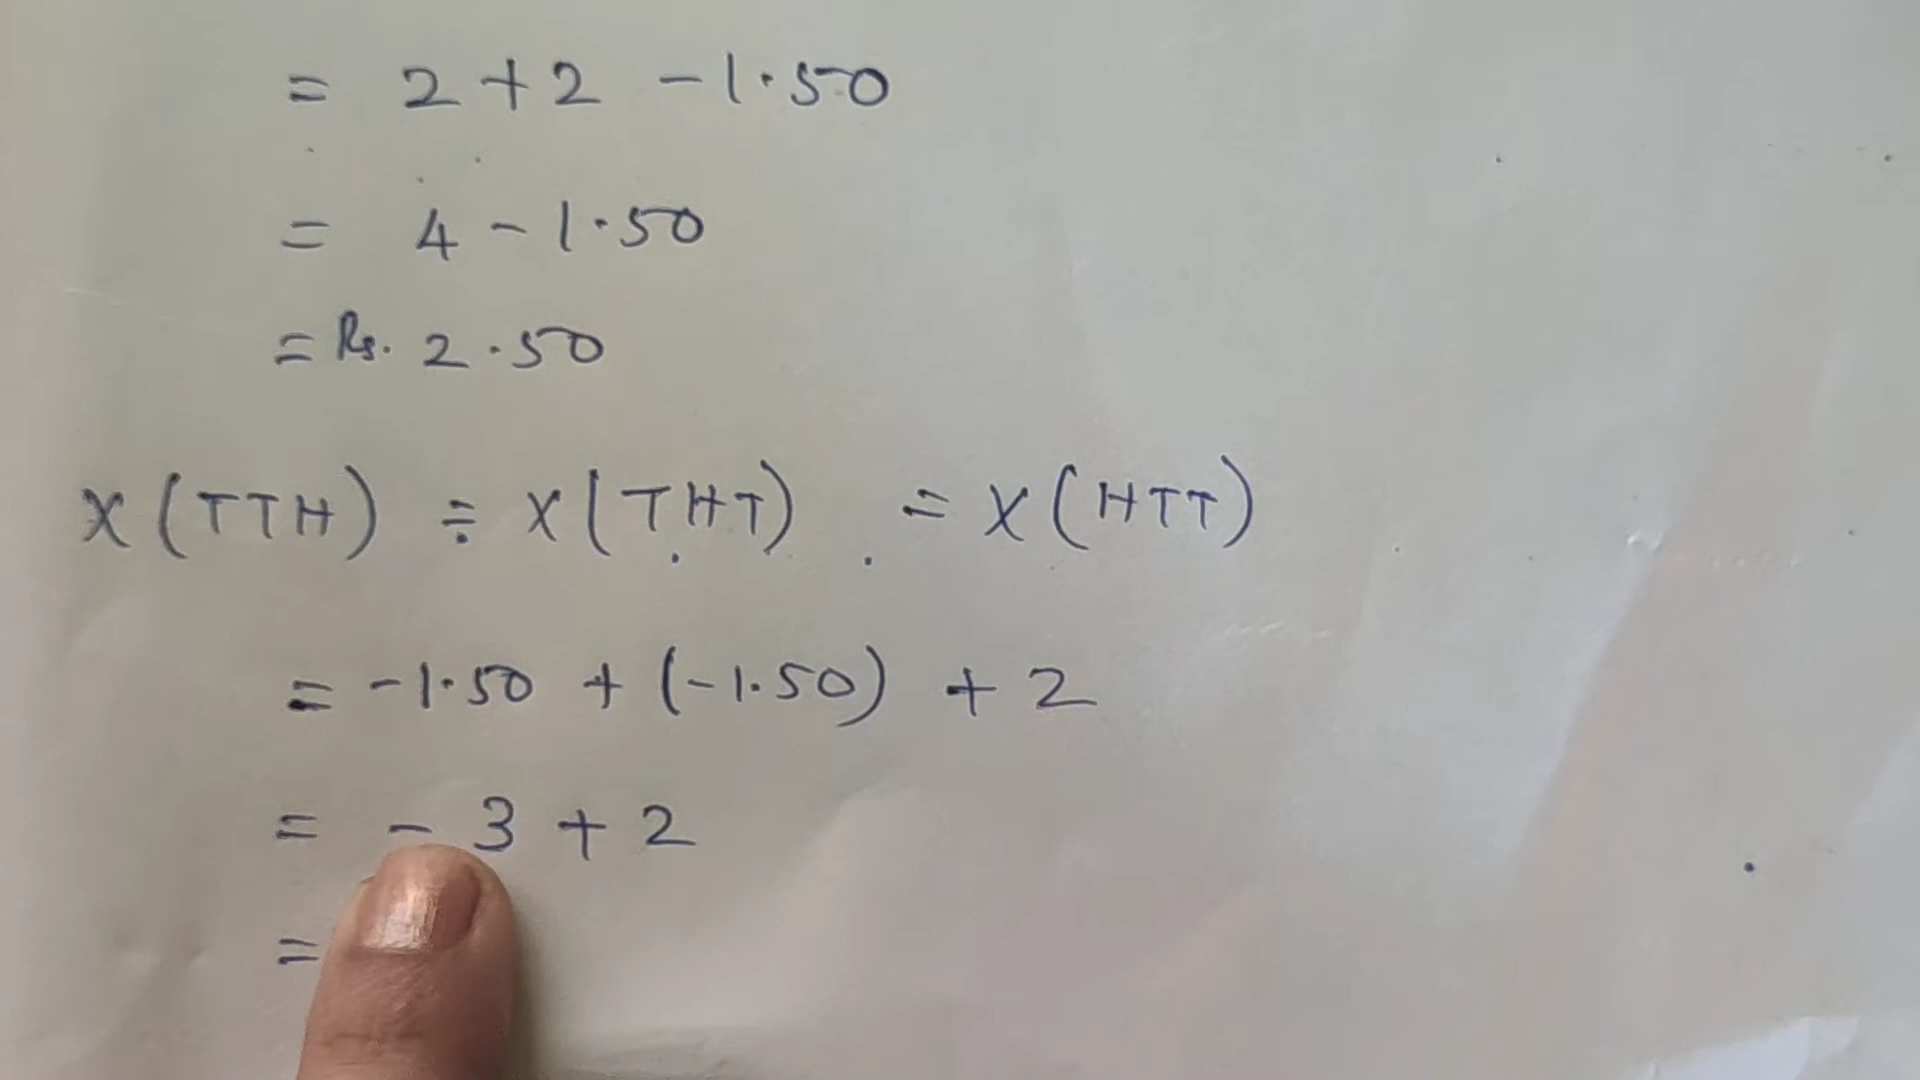 = 2 + 2 - 1.50
= 4 - 1.50
= Rs. 2.50
X (TTH) = X (THT) = X (HTT)
= -1.50 + (-1.50) + 2
= - 3 + 2
=